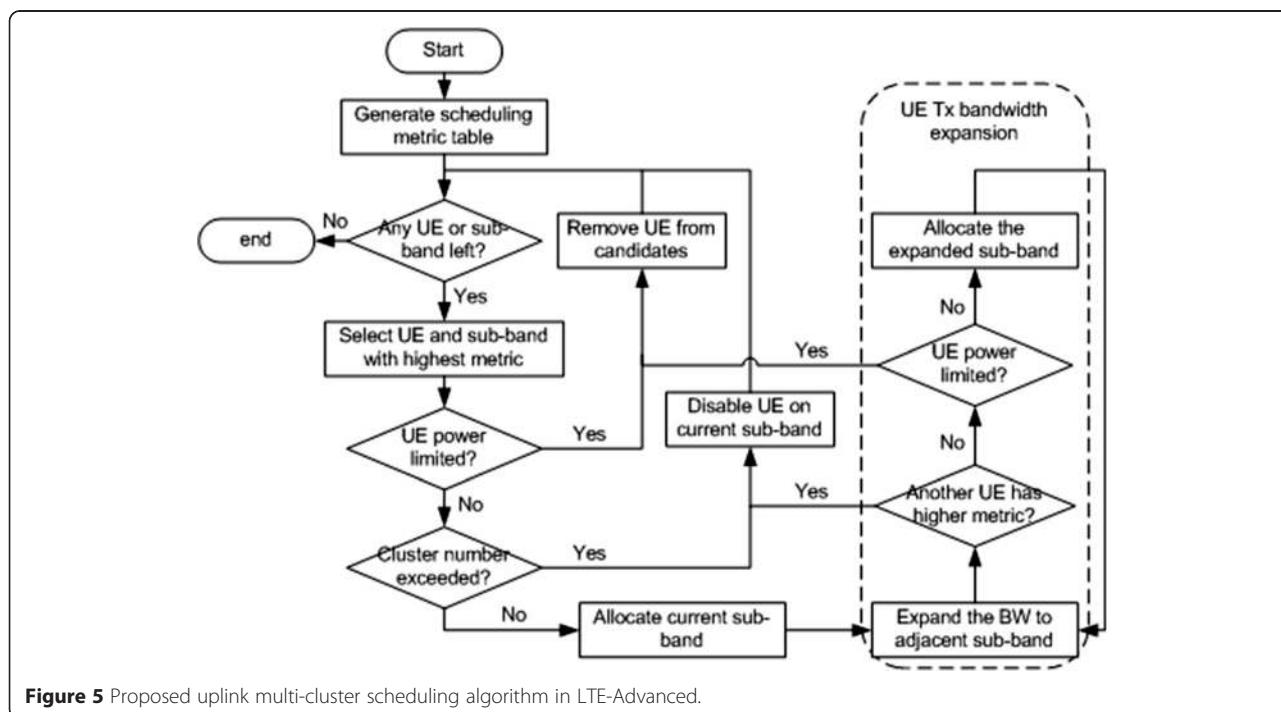 Start
Generate scheduling
metric table
UE Tx bandwidth
expansion
No
end
Any UE or sub-
band left?
Remove UE from
candidates
Allocate the
expanded sub-band
Yes
No
Select UE and sub-band
with highest metric
Yes
UE power
limited?
Disable UE on
current sub-band
UE power
limited?
Yes
No
No
Yes
Another UE has
higher metric?
Cluster number
exceeded?
Yes
No
Allocate current sub-
band
Expand the BW to
adjacent sub-band
Figure 5 Proposed uplink multi-cluster scheduling algorithm in LTE-Advanced.